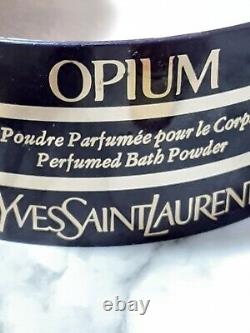 OPIUM
Poudre Parfumée pour le Corps
Perfumed Bath Powder
YVESSAINTLAURENT
ebay